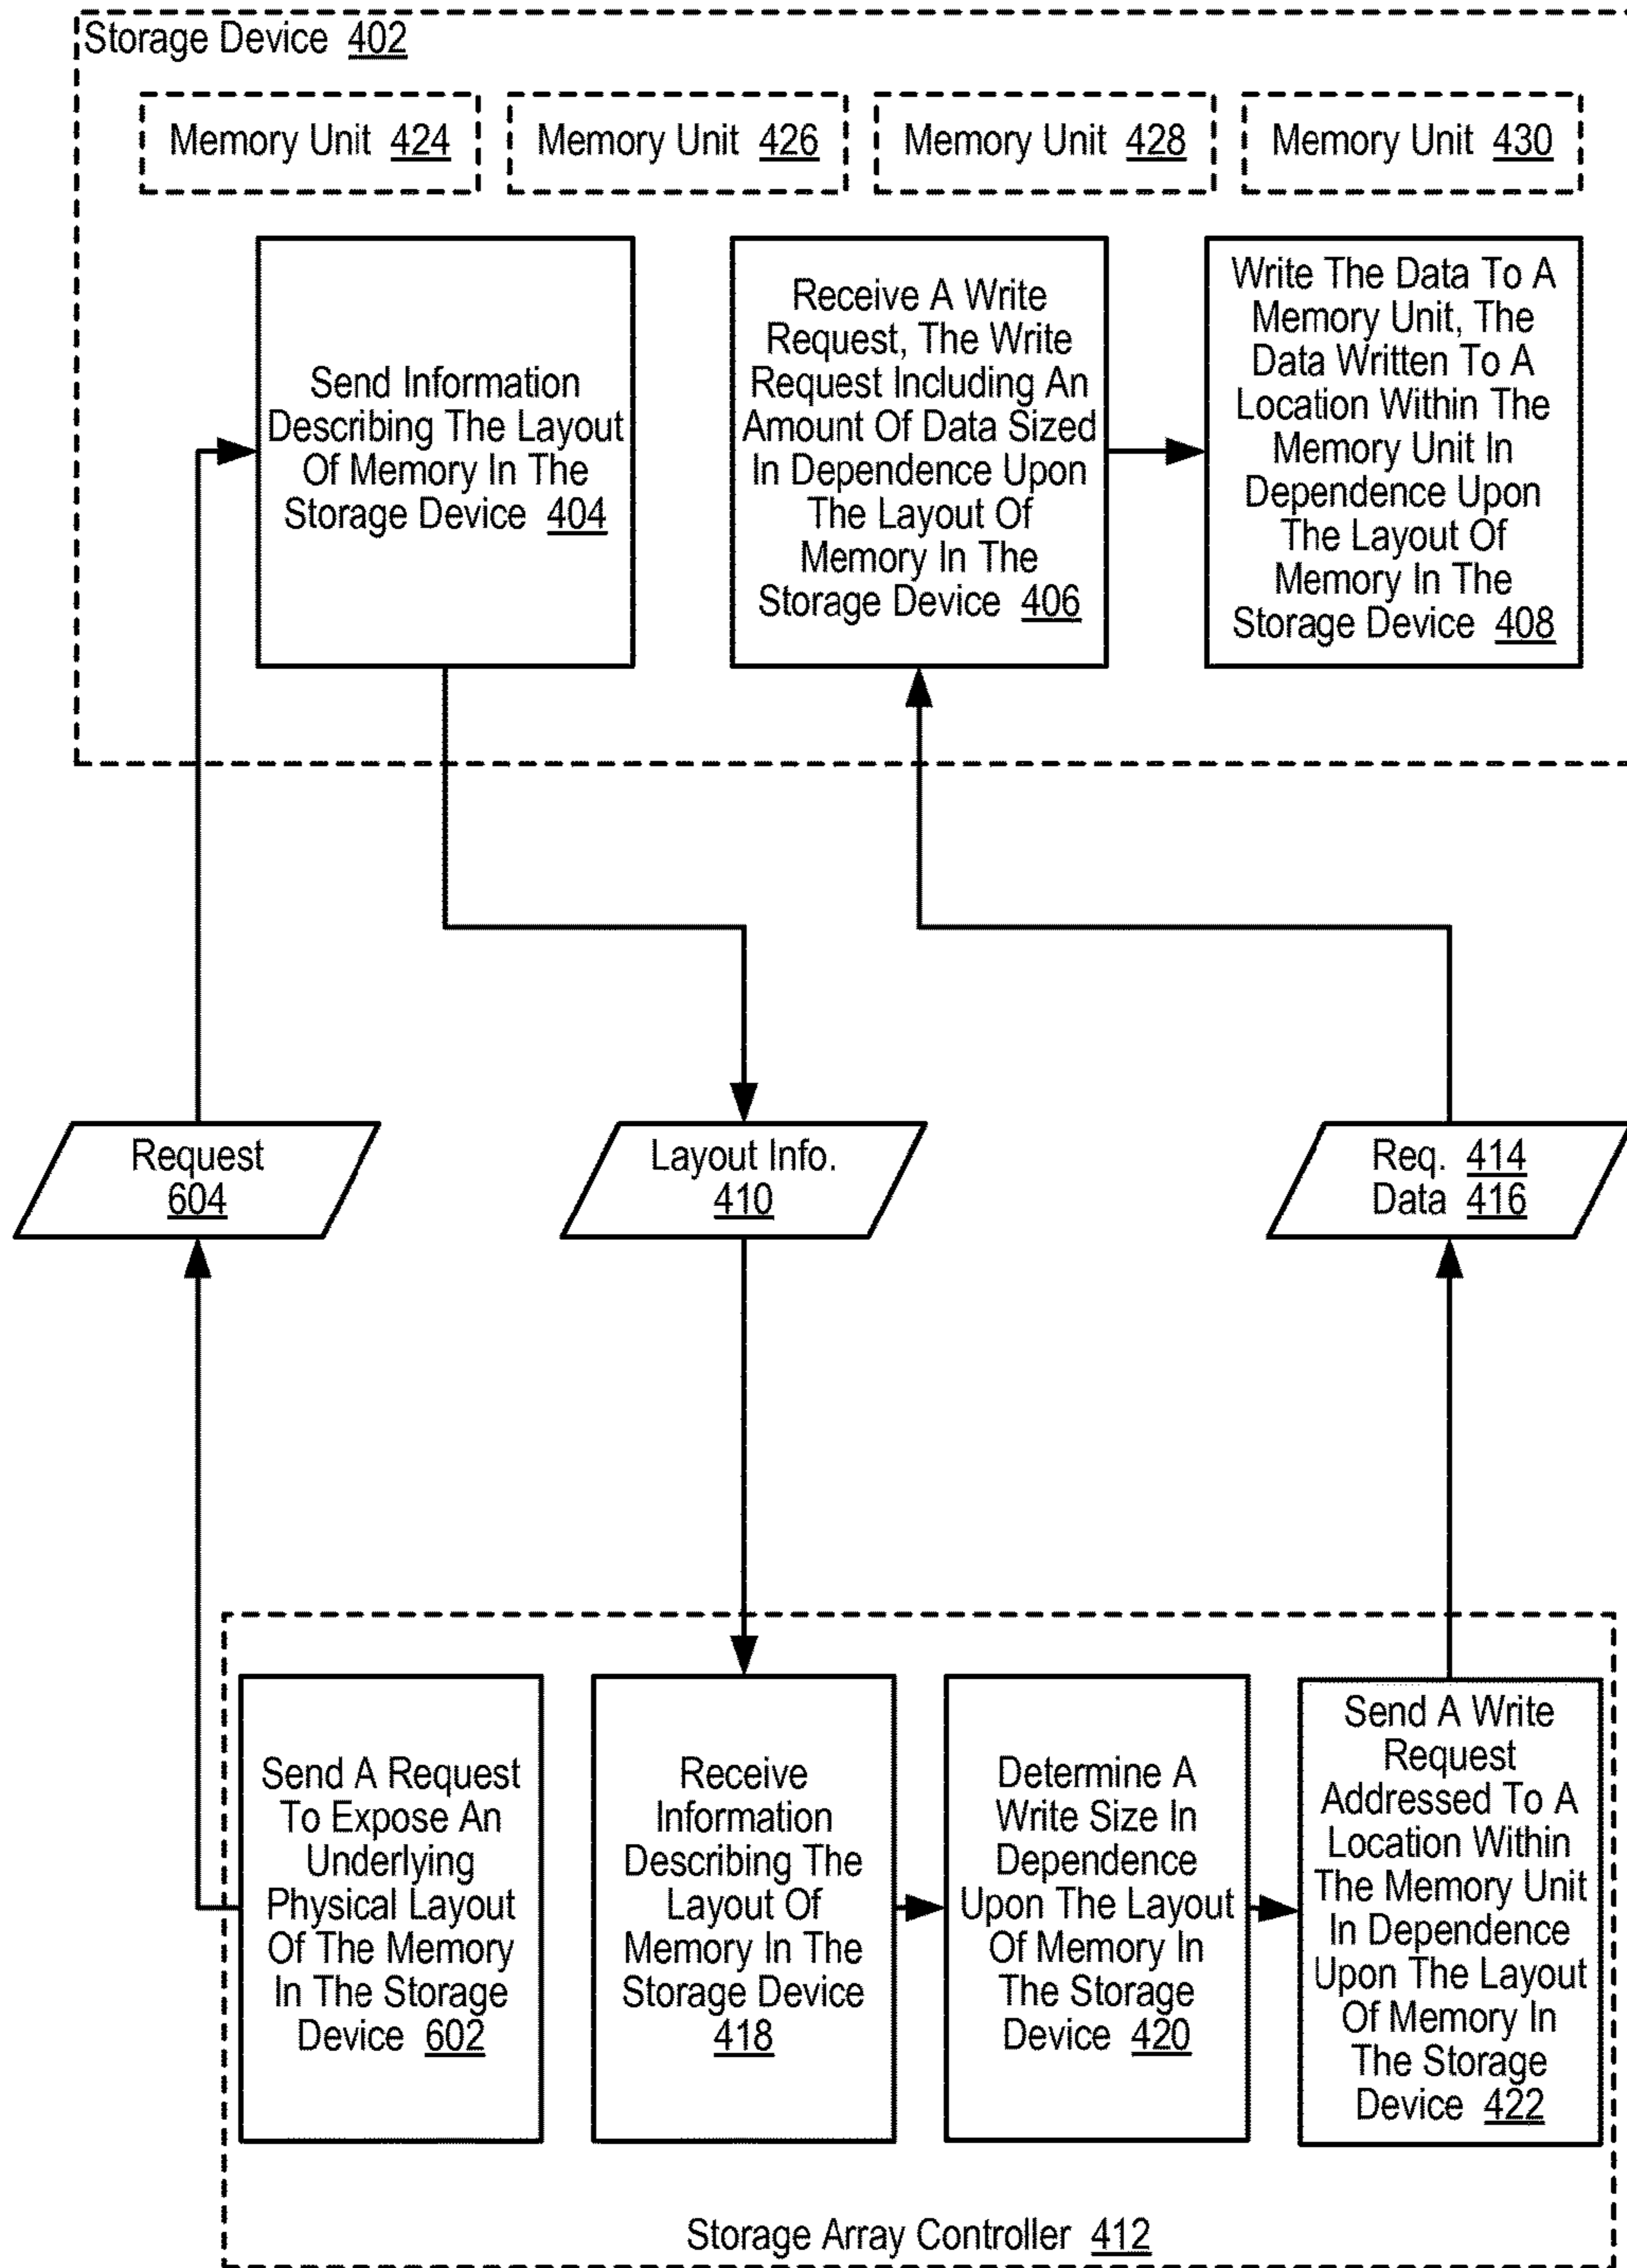 Storage Device 402
Memory Unit 424
Memory Unit 426
Memory Unit 428
Memory Unit 430
Send Information
Describing The Layout
Of Memory In The
Storage Device 404
Receive A Write
Request, The Write
Request Including An
Amount Of Data Sized
In Dependence Upon
The Layout Of
Memory In The
Storage Device 406
Write The Data To A
Memory Unit, The
Data Written To A
Location Within The
Memory Unit In
Dependence Upon
The Layout Of
Memory In The
Storage Device 408
Request
604
Layout Info.
410
Req. 414
Data 416
Send A Request
To Expose An
Underlying
Physical Layout
Of The Memory
In The Storage
Device 602
Receive
Information
Describing The
Layout Of
Memory In The
Storage Device
418
Determine A
Write Size In
Dependence
Upon The Layout
Of Memory In
The Storage
Device 420
Send A Write
Request
Addressed To A
Location Within
The Memory Unit
In Dependence
Upon The Layout
Of Memory In
The Storage
Device 422
Storage Array Controller 412